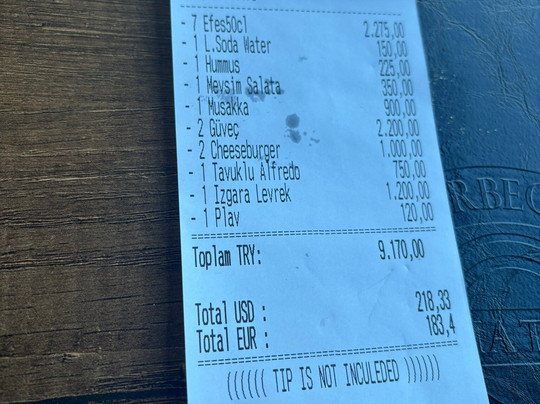 - 7 Efes50cl 2.275,00
- 1 L.Soda Water 150,00
- 1 Hummus 225,00
- 1 Mevsim Salata 350,00
- 1 Musakka 900,00
- 2 Güveç 2.200,00
- 2 Cheeseburger 1.000,00
- 1 Tavuklu Alfredo 750,00
- 1 Izgara Levrek 1.200,00
- 1 Plav 120,00
Toplam TRY: 9.170,00
Total USD : 218,33
Total EUR : 183,4
(((((( TIP IS NOT INCULEDED ))))))